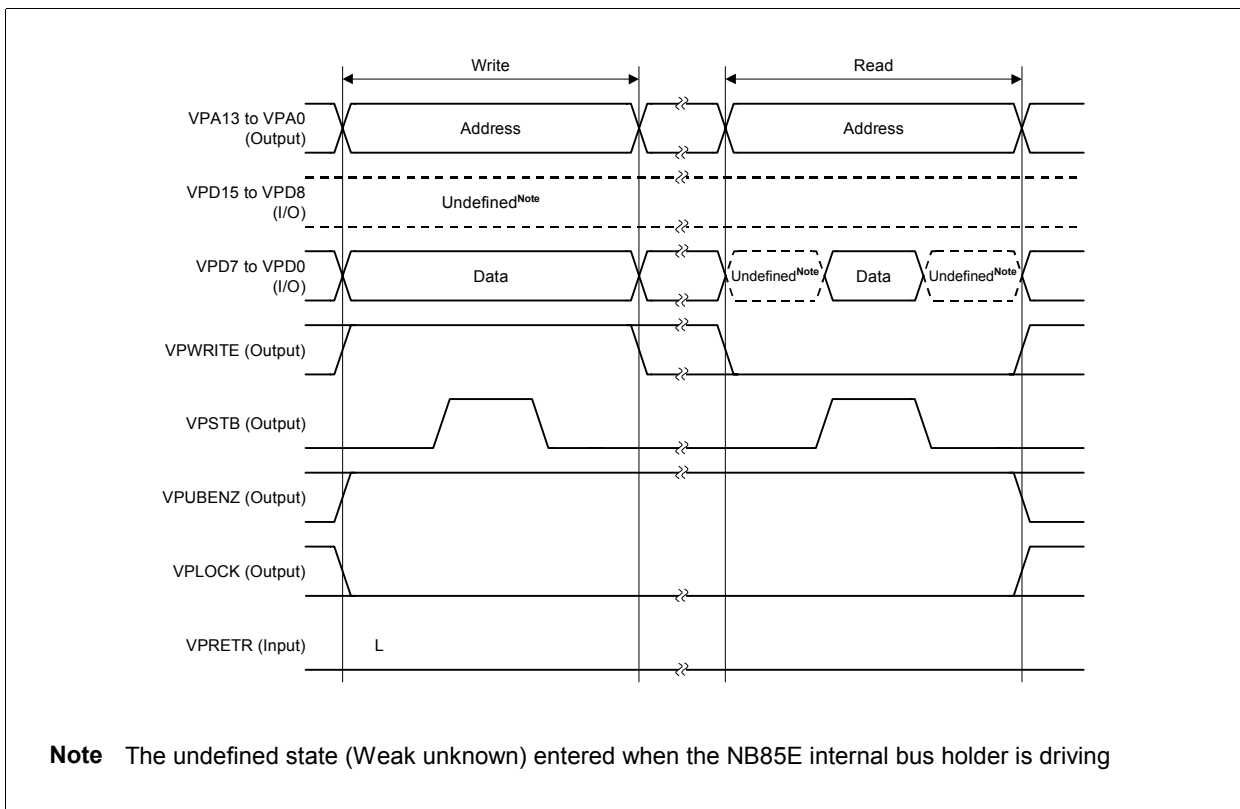 Write Read
VPA13 to VPA0
(Output)
Address Address
VPD15 to VPD8
(I/O)
UndefinedNote
VPD7 to VPD0
(I/O)
Data UndefinedNote Data UndefinedNote
VPWRITE (Output)
VPSTB (Output)
VPUBENZ (Output)
VPLOCK (Output)
VPRETR (Input) L
Note The undefined state (Weak unknown) entered when the NB85E internal bus holder is driving